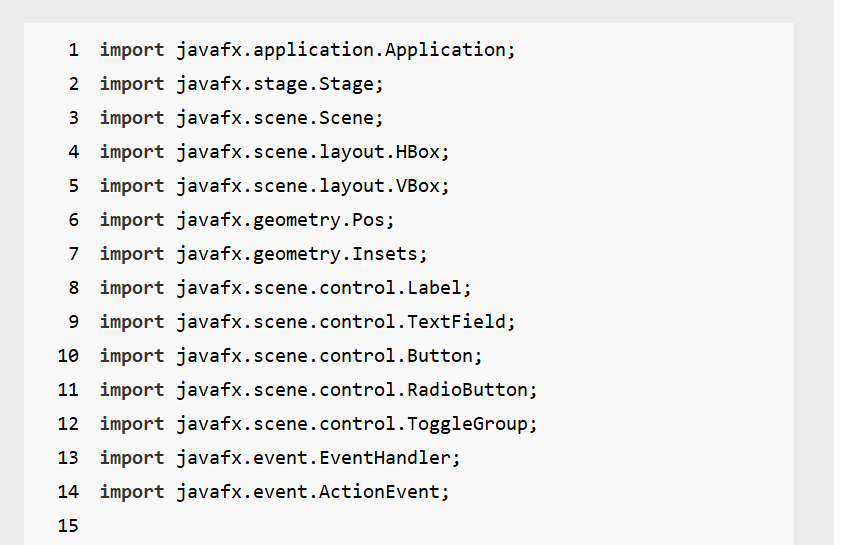 1 import javafx.application.Application;
2 import javafx.stage.Stage;
3 import javafx.scene.Scene;
4 import javafx.scene.layout.HBox;
5 import javafx.scene.layout.VBox;
6 import javafx.geometry.Pos;
7 import javafx.geometry.Insets;
8 import javafx.scene.control.Label;
9 import javafx.scene.control.TextField;
10 import javafx.scene.control.Button;
11 import javafx.scene.control.RadioButton;
12 import javafx.scene.control.ToggleGroup;
13 import javafx.event.EventHandler;
14 import javafx.event.ActionEvent;
15